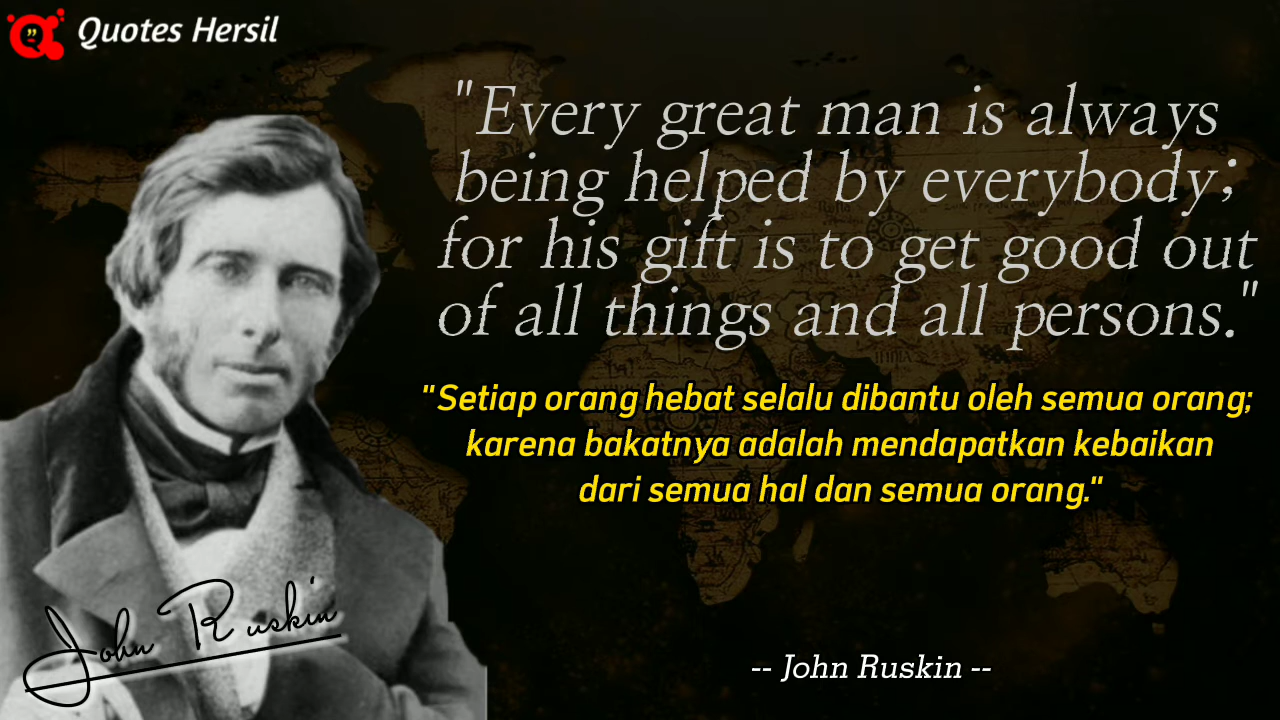 Quotes Hersil
"Every great man is always
being helped by everybody;
for his gift is to get good out
of all things and all persons."
"Setiap orang hebat selalu dibantu oleh semua orang;
karena bakatnya adalah mendapatkan kebaikan
dari semua hal dan semua orang."
John Ruskin
-- John Ruskin --